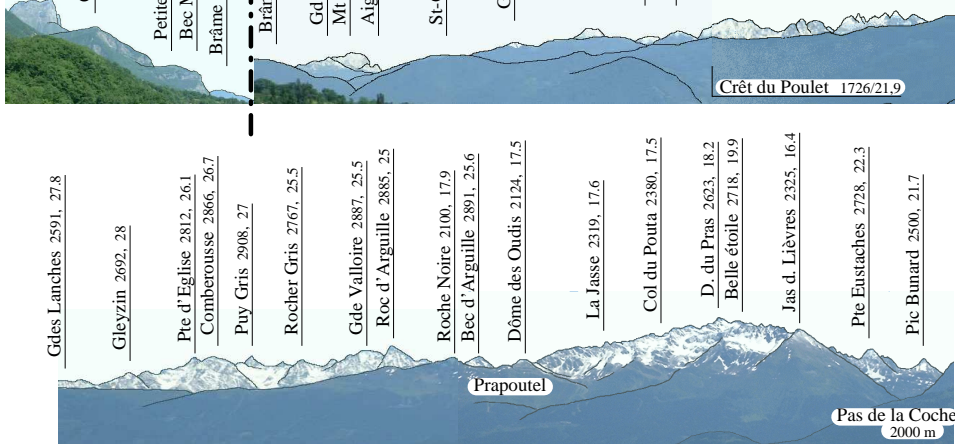 Petite
Bec
Brâme
Brân
Gd
Mt
Aig
St-
Crêt du Poulet 1726/21,9
Gdes Lanches 2591, 27.8
Gleyzin 2692, 28
Pte d'Eglise 2812, 26.1
Comberousse 2866, 26.7
Puy Gris 2908, 27
Rocher Gris 2767, 25.5
Gde Valloire 2887, 25.5
Roc d'Arguille 2885, 25
Roche Noire 2100, 17.9
Bec d'Arguille 2891, 25.6
Dôme des Oudis 2124, 17.5
La Jasse 2319, 17.6
Col du Pouta 2380, 17.5
D. du Pras 2623, 18.2
Belle étoile 2718, 19.9
Jas d. Lièvres 2325, 16.4
Pte Eustaches 2728, 22.3
Pic Bunard 2500, 21.7
Prapoutel
Pas de la Coche
2000 m